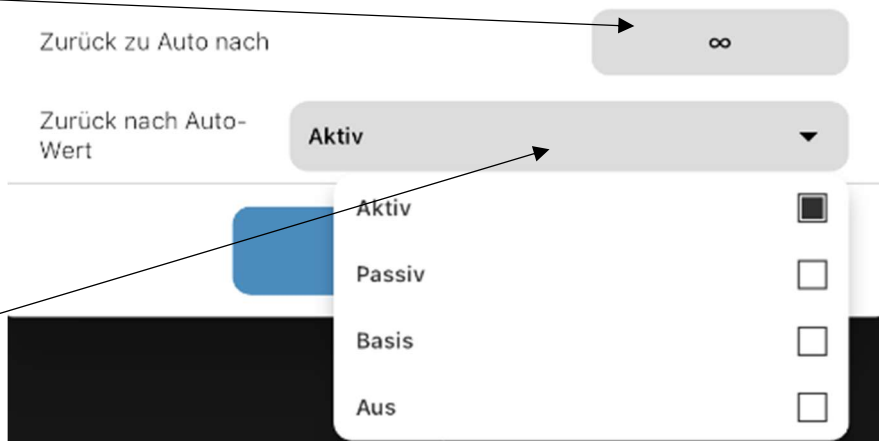 Zurück zu Auto nach
∞
Zurück nach Auto-
Wert
Aktiv
Aktiv
Passiv
Basis
Aus